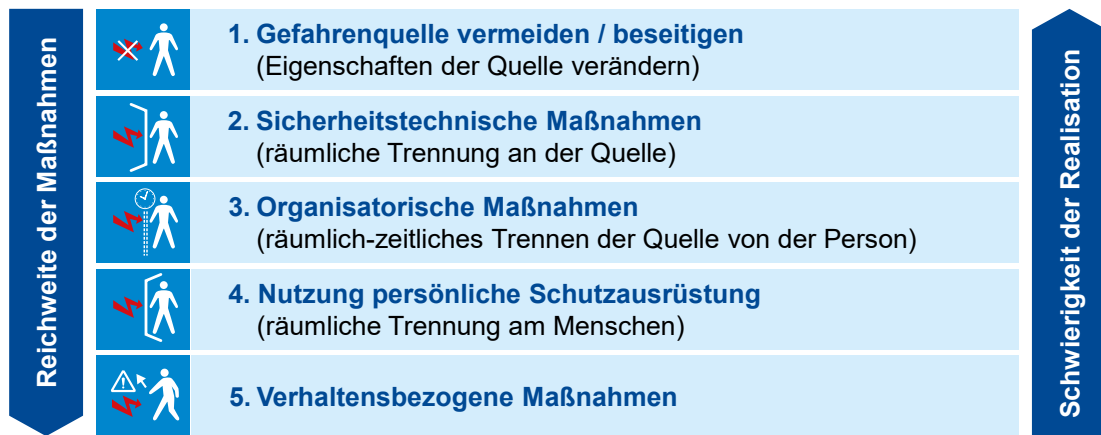 Reichweite der Maßnahmen
1. Gefahrenquelle vermeiden / beseitigen
(Eigenschaften der Quelle verändern)
2. Sicherheitstechnische Maßnahmen
(räumliche Trennung an der Quelle)
3. Organisatorische Maßnahmen
(räumlich-zeitliches Trennen der Quelle von der Person)
4. Nutzung persönliche Schutzausrüstung
(räumliche Trennung am Menschen)
5. Verhaltensbezogene Maßnahmen
Schwierigkeit der Realisation